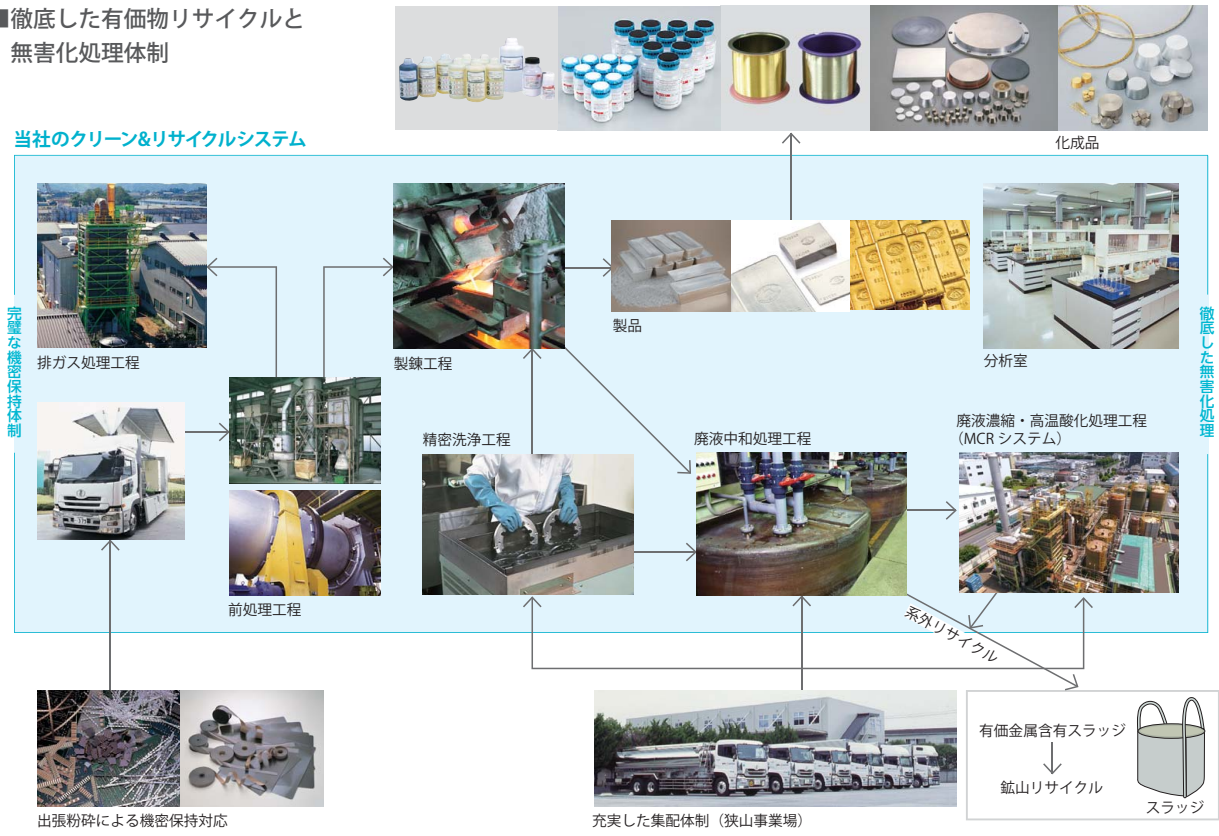 ■徹底した有価物リサイクルと
無害化処理体制
化成品
当社のクリーン&リサイクルシステム
完璧な機密保持体制
排ガス処理工程
製錬工程
製品
分析室
徹底した無害化処理
前処理工程
精密洗浄工程
廃液中和処理工程
廃液濃縮・高温酸化処理工程
（MCR システム）
系外リサイクル
出張粉砕による機密保持対応
充実した集配体制（狭山事業場）
有価金属含有スラッジ
鉱山リサイクル
スラッジ